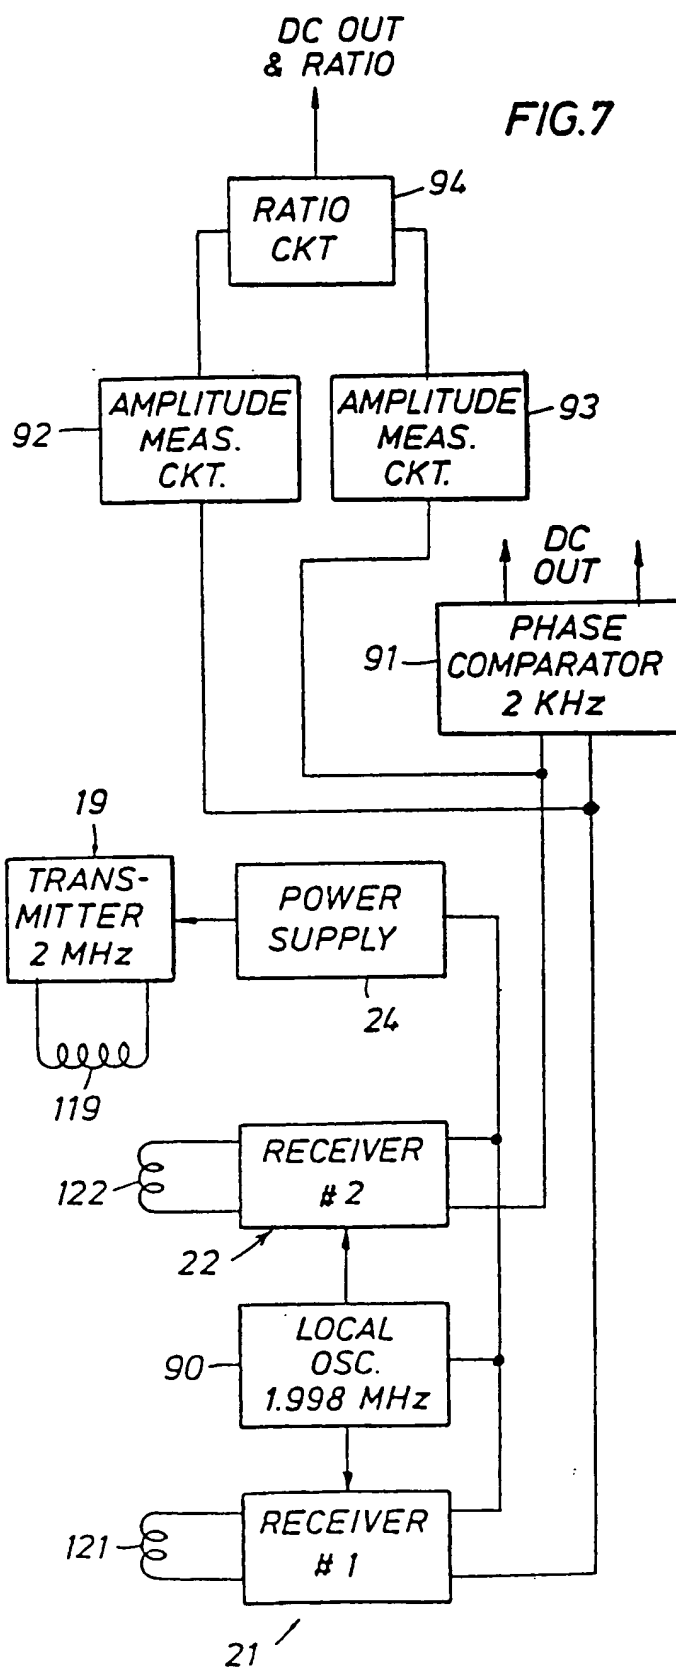 DC OUT
& RATIO
FIG.7
RATIO
CKT
94
AMPLITUDE
MEAS.
CKT.
92
AMPLITUDE
MEAS.
CKT.
93
DC
OUT
PHASE
COMPARATOR
2 KHz
91
19
TRANS-
MITTER
2 MHz
POWER
SUPPLY
24
119
RECEIVER
#2
122
22
LOCAL
OSC.
1.998 MHz
90
RECEIVER
#1
121
21